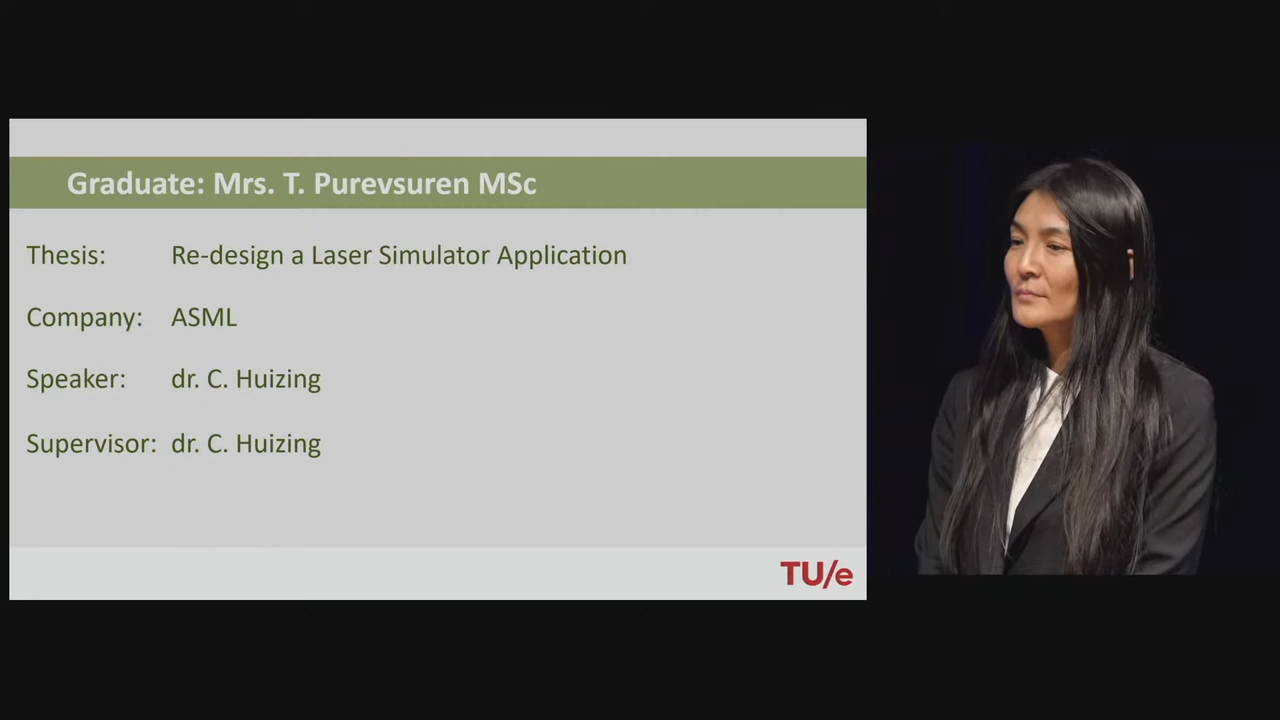 Graduate: Mrs. T. Purevsuren MSc
Thesis: Re-design a Laser Simulator Application
Company: ASML
Speaker: dr. C. Huizing
Supervisor: dr. C. Huizing
TU/e